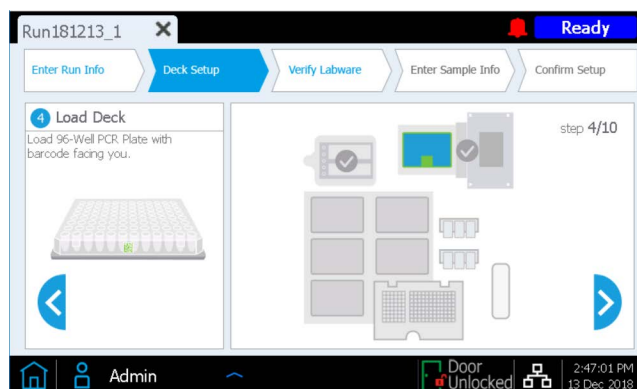 Run181213_1
Ready
Enter Run Info
Deck Setup
Verify Labware
Enter Sample Info
Confirm Setup
4 Load Deck
Load 96-Well PCR Plate with
barcode facing you.
step 4/10
Admin
Door
Unlocked
2:47:01 PM
13 Dec 2018